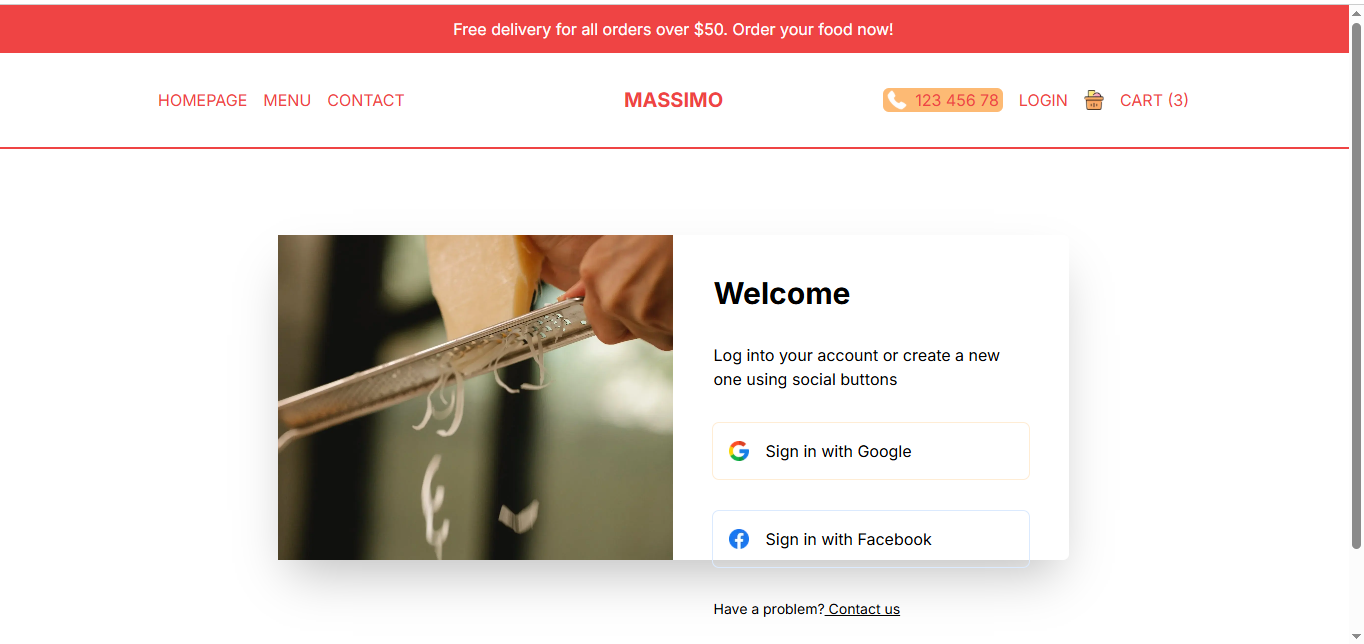 Free delivery for all orders over $50. Order your food now!
HOMEPAGE MENU CONTACT MASSIMO 123 456 78 LOGIN CART (3)
Welcome
Log into your account or create a new
one using social buttons
Sign in with Google
Sign in with Facebook
Have a problem? Contact us